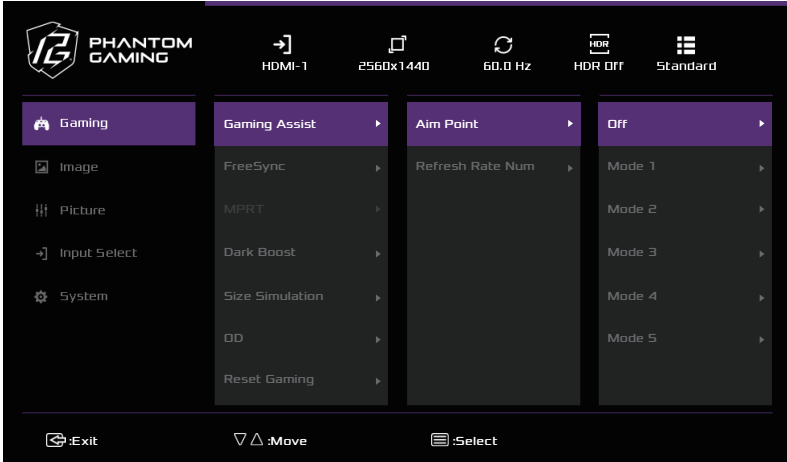 PHANTOM
GAMING
HDMI-1
2560x1440
60.0 Hz
HDR
HDR Off
Standard
Gaming
Image
Picture
Input Select
System
Gaming Assist
FreeSync
MPRT
Dark Boost
Size Simulation
OD
Reset Gaming
Aim Point
Refresh Rate Num
Off
Mode 1
Mode 2
Mode 3
Mode 4
Mode 5
:Exit
:Move
:Select